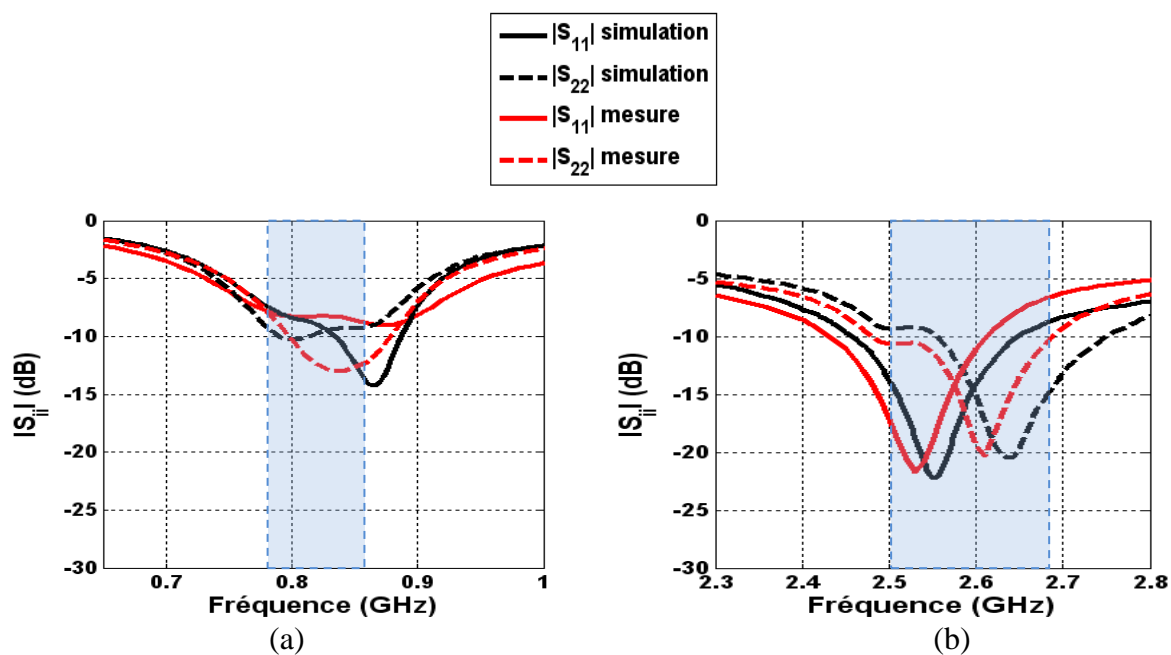 |S11| simulation
|S22| simulation
|S11| mesure
|S22| mesure
0
-5
-10
-15
-20
-25
-30
|Sii| (dB)
0.7
0.8
0.9
1
Fréquence (GHz)
(a)
0
-5
-10
-15
-20
-25
-30
|Sii| (dB)
2.3
2.4
2.5
2.6
2.7
2.8
Fréquence (GHz)
(b)